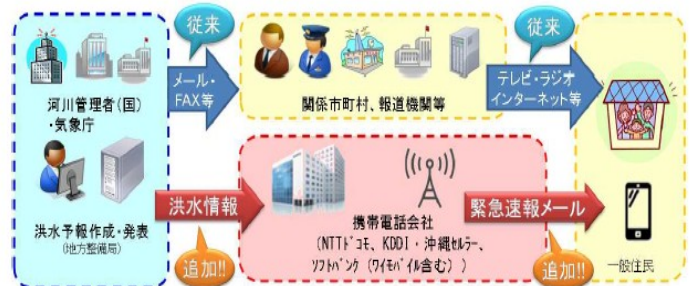 従来
従来
メール・
FAX等
テレビ・ラジオ
インターネット等
河川管理者(国)
・気象庁
関係市町村、報道機関等
洪水予報作成・発表
(地方整備局)
洪水情報
追加!!
携帯電話会社
(NTTドコモ、KDDI・沖縄セルラー、
ソフトバンク(ワイモバイル含む))
緊急速報メール
追加!!
一般住民